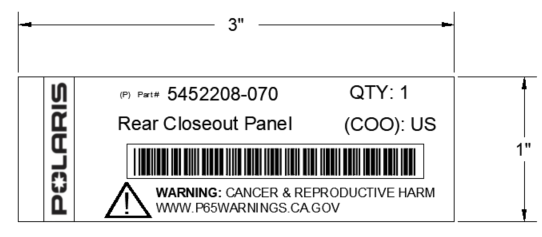 3"
POLARIS
(P) Part# 5452208-070 QTY: 1
Rear Closeout Panel (COO): US
1"
WARNING: CANCER & REPRODUCTIVE HARM
WWW.P65WARNINGS.CA.GOV